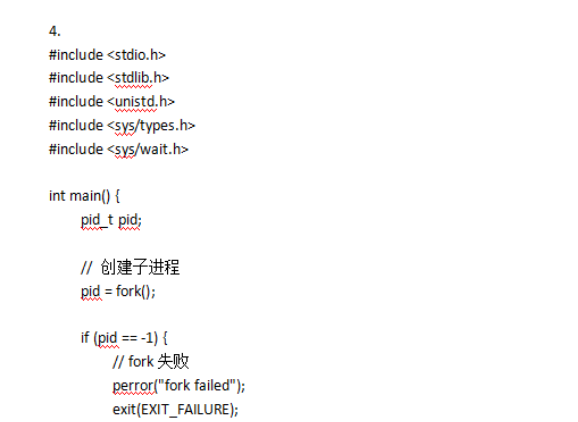 4.
#include <stdio.h>
#include <stdlib.h>
#include <unistd.h>
#include <sys/types.h>
#include <sys/wait.h>
int main() {
pid_t pid;
// 创建子进程
pid = fork();
if (pid == -1) {
// fork 失败
perror("fork failed");
exit(EXIT_FAILURE);